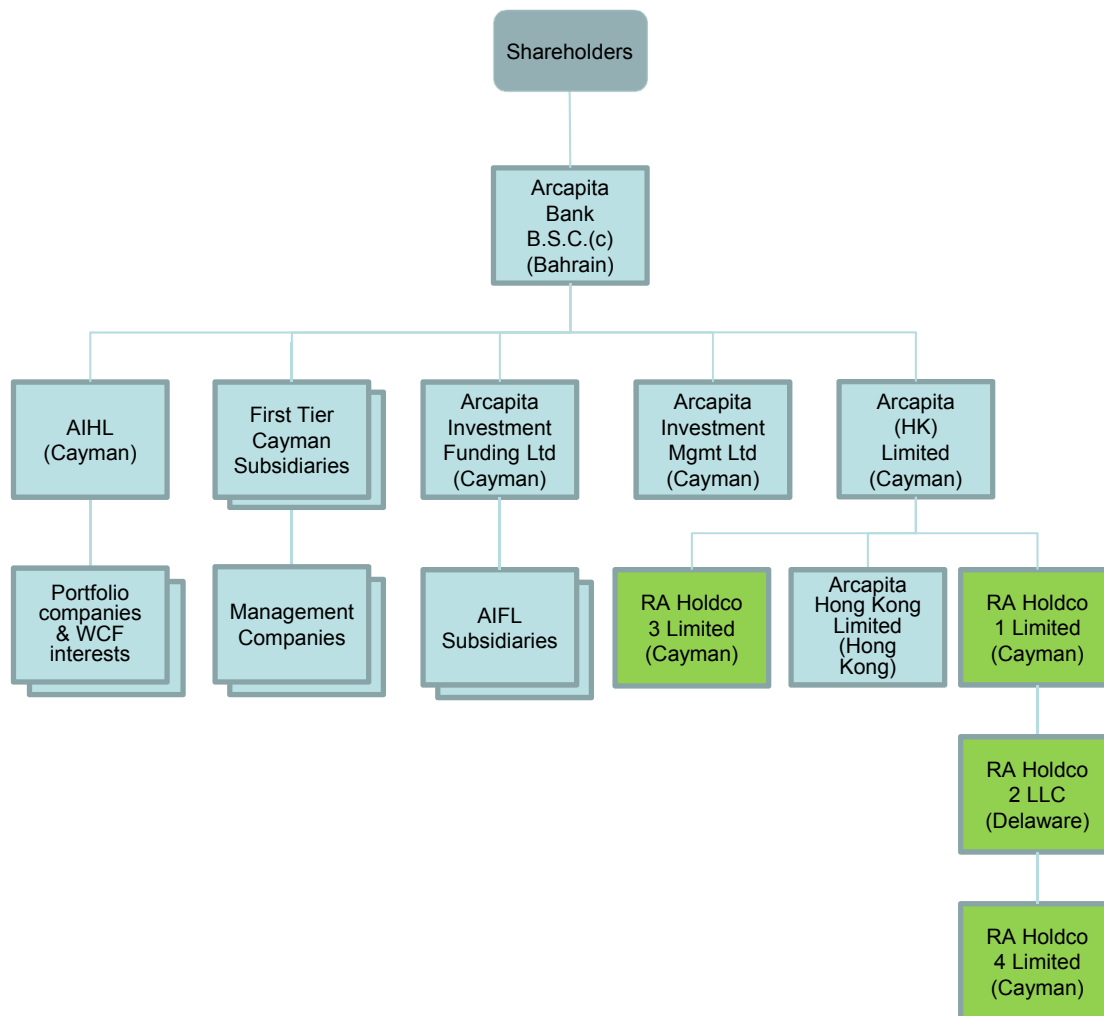 Shareholders
Arcapita
Bank
B.S.C.(c)
(Bahrain)
AIHL
(Cayman)
First Tier
Cayman
Subsidiaries
Arcapita
Investment
Funding Ltd
(Cayman)
Arcapita
Investment
Mgmt Ltd
(Cayman)
Arcapita
(HK)
Limited
(Cayman)
Portfolio
companies
& WCF
interests
Management
Companies
AIFL
Subsidiaries
RA Holdco
3 Limited
(Cayman)
Arcapita
Hong Kong
Limited
(Hong
Kong)
RA Holdco
1 Limited
(Cayman)
RA Holdco
2 LLC
(Delaware)
RA Holdco
4 Limited
(Cayman)